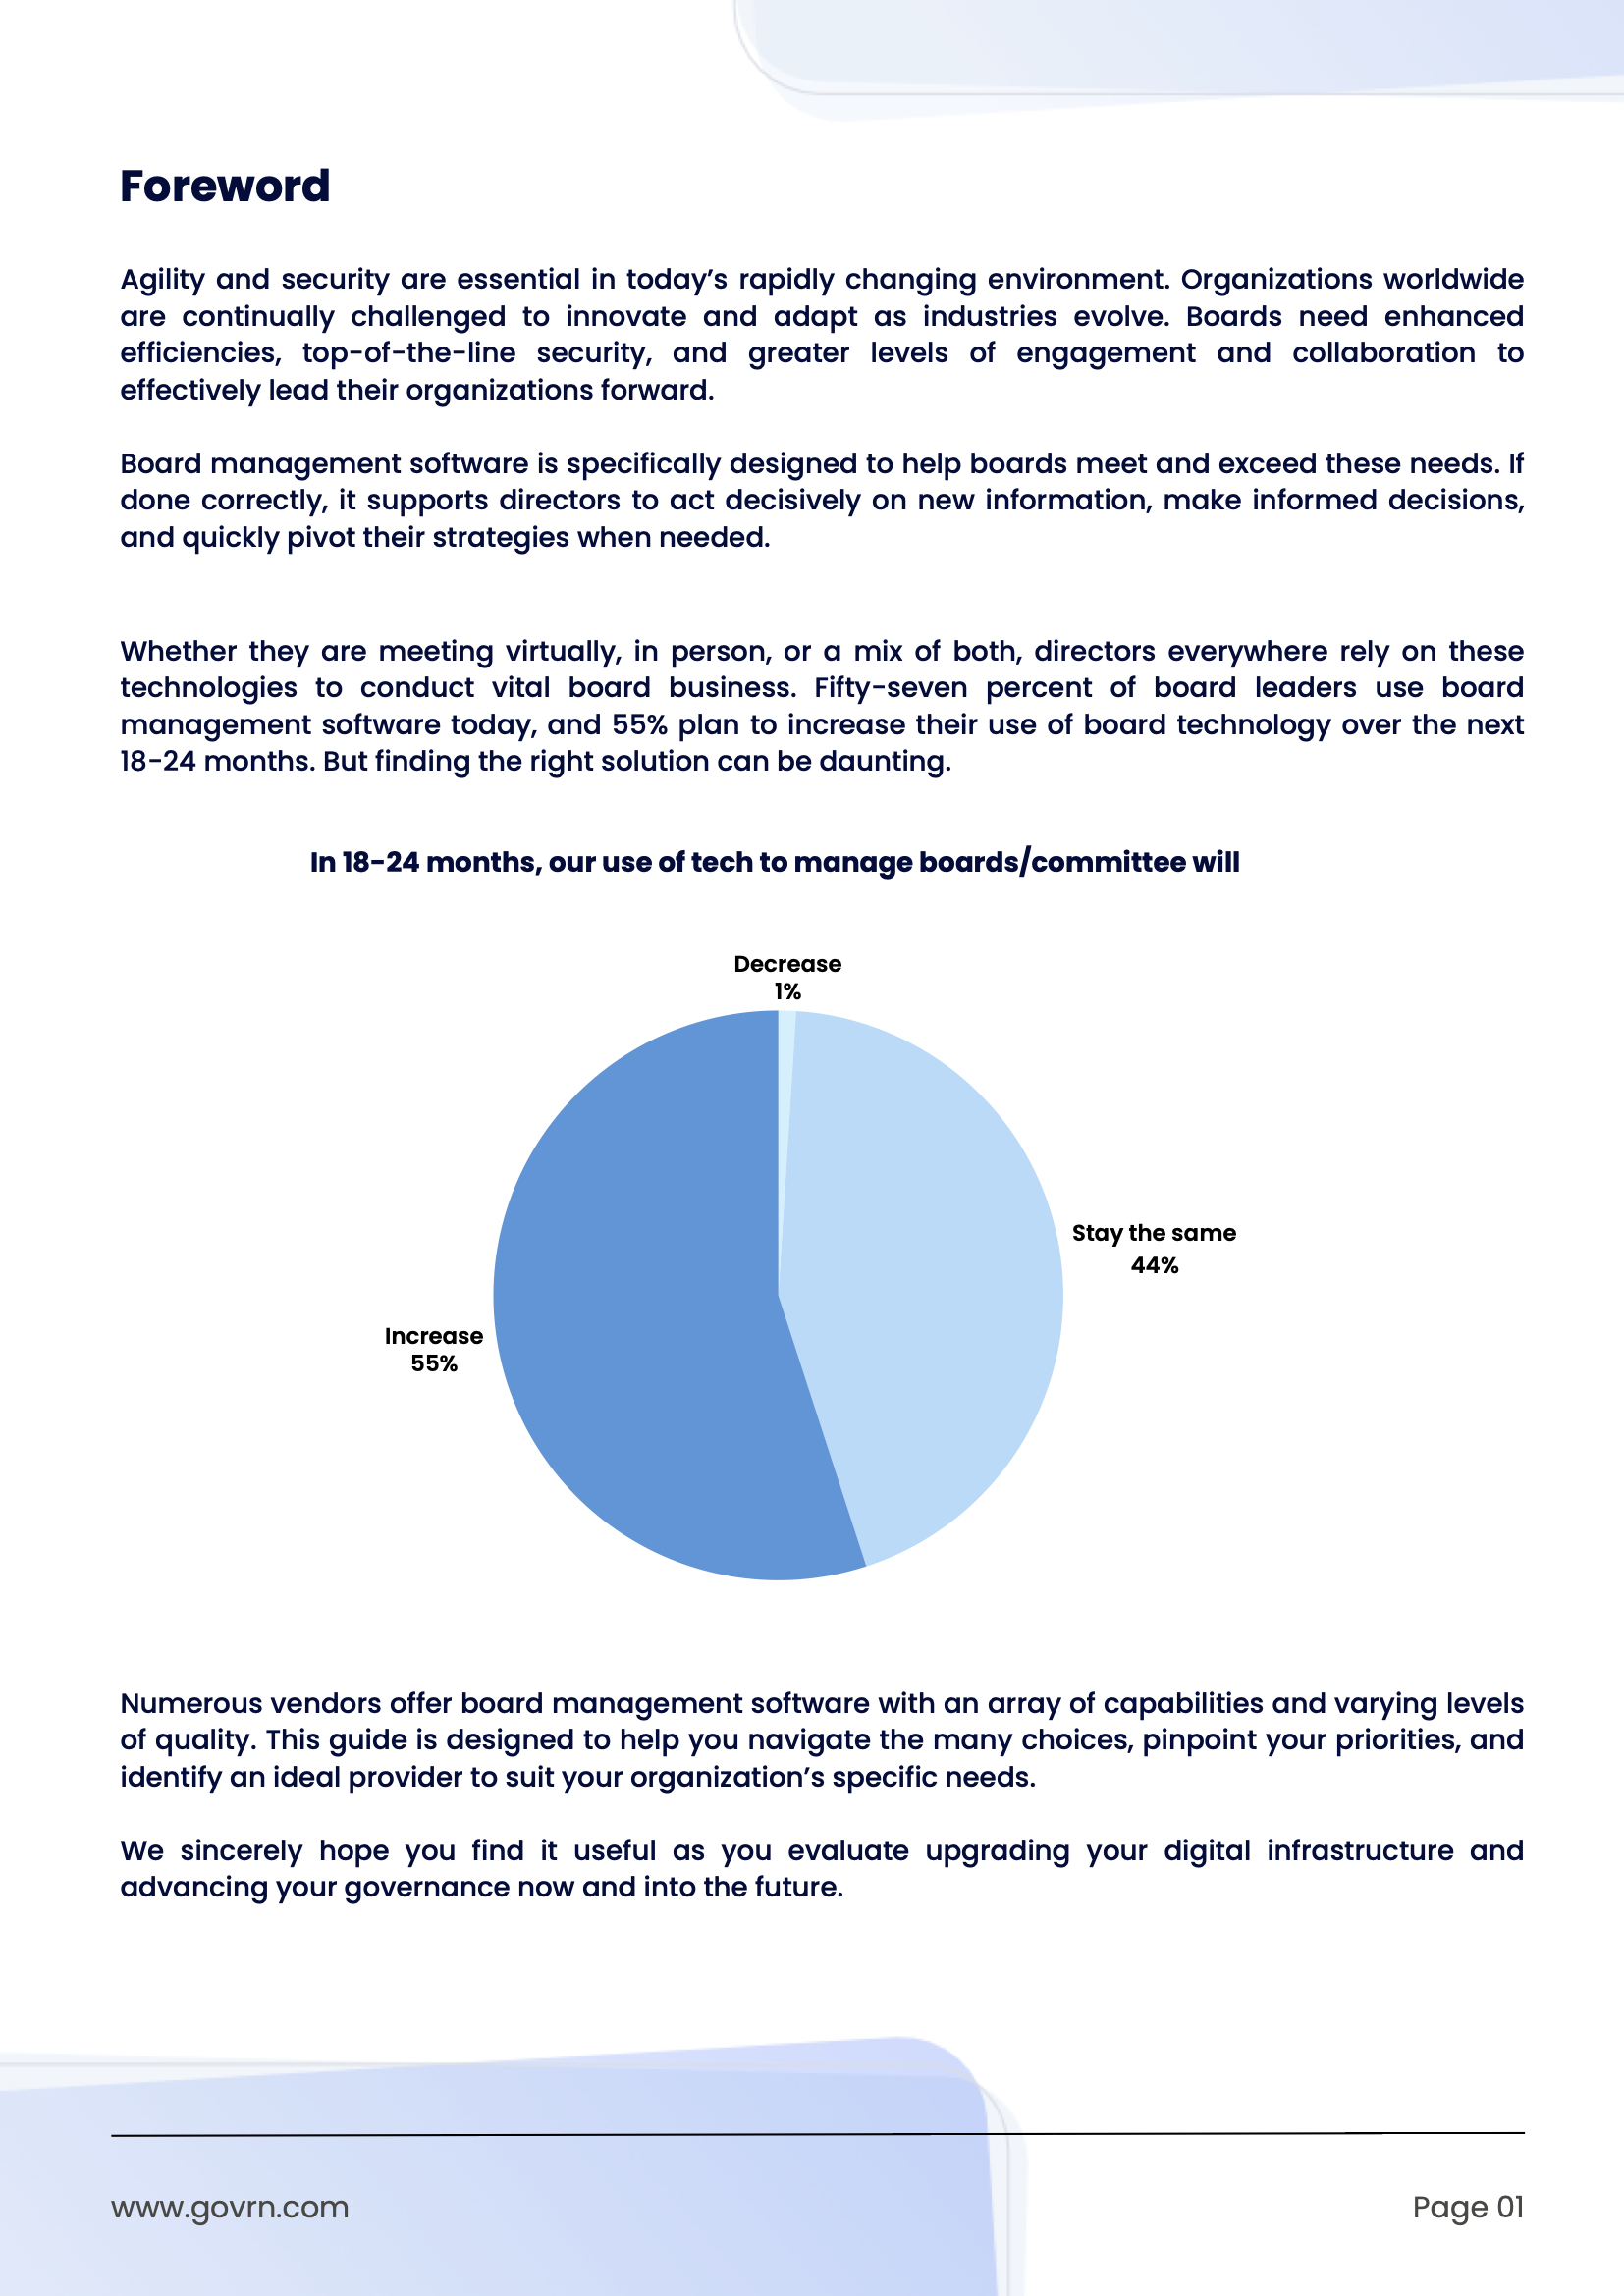 Foreword
Agility and security are essential in today’s rapidly changing environment. Organizations worldwide
are continually challenged to innovate and adapt as industries evolve. Boards need enhanced
efficiencies, top-of-the-line security, and greater levels of engagement and collaboration to
effectively lead their organizations forward.
Board management software is specifically designed to help boards meet and exceed these needs. If
done correctly, it supports directors to act decisively on new information, make informed decisions,
and quickly pivot their strategies when needed.
Whether they are meeting virtually, in person, or a mix of both, directors everywhere rely on these
technologies to conduct vital board business. Fifty-seven percent of board leaders use board
management software today, and 55% plan to increase their use of board technology over the next
18-24 months. But finding the right solution can be daunting.
In 18-24 months, our use of tech to manage boards/committee will
Decrease
1%
Stay the same
44%
Increase
55%
Numerous vendors offer board management software with an array of capabilities and varying levels
of quality. This guide is designed to help you navigate the many choices, pinpoint your priorities, and
identify an ideal provider to suit your organization’s specific needs.
We sincerely hope you find it useful as you evaluate upgrading your digital infrastructure and
advancing your governance now and into the future.
www.govrn.com
Page 01